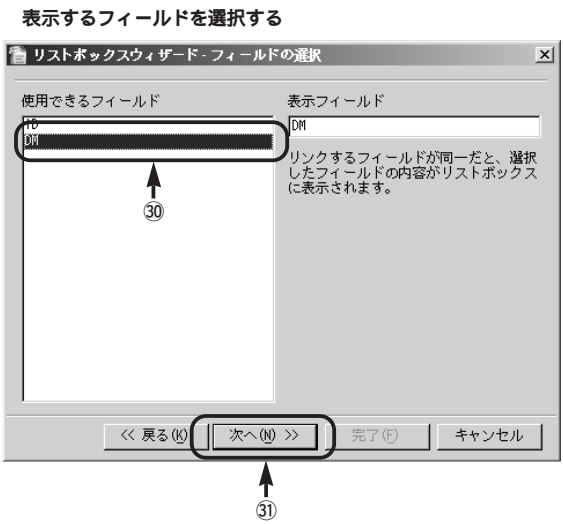 表示するフィールドを選択する
リストボックスウィザード - フィールドの選択
使用できるフィールド
表示フィールド
ID
DM
DM
リンクするフィールドが同一だと、選択
したフィールドの内容がリストボックス
に表示されます。
㉚
<< 戻る(K)
次へ(N) >>
完了(F)
キャンセル
㉛